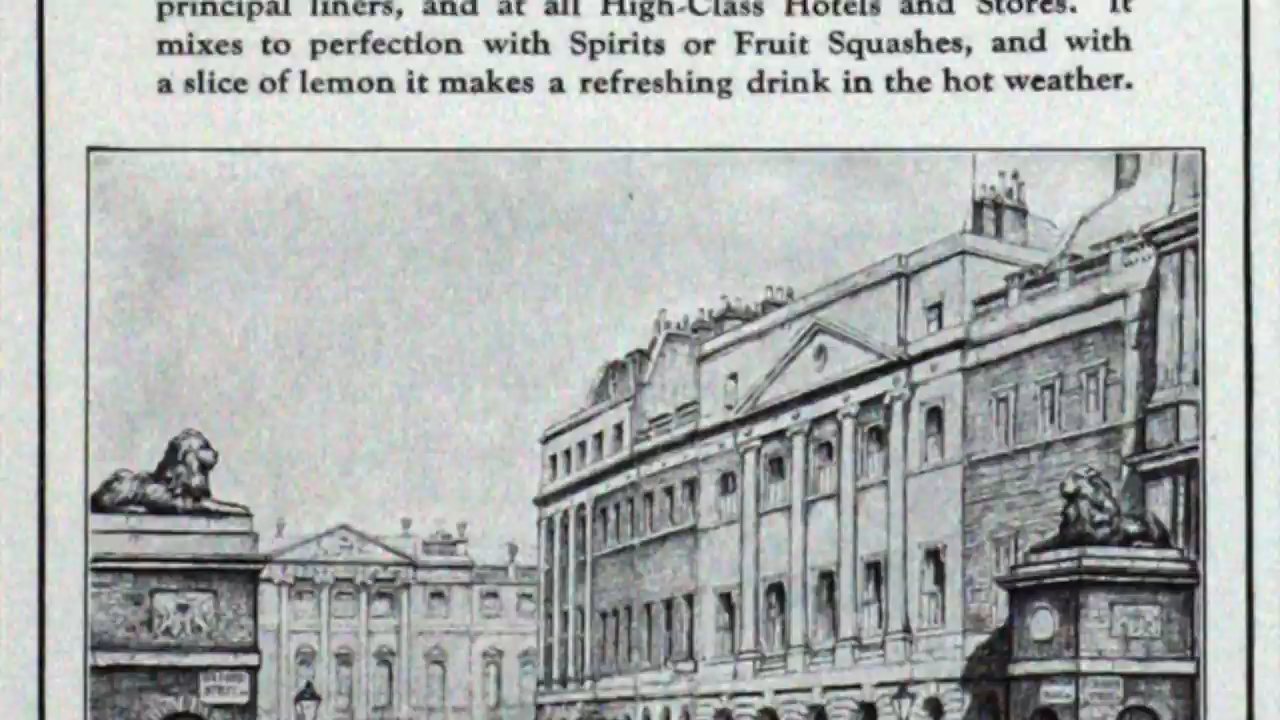 principal liners, and at all High-Class Hotels and Stores. It
mixes to perfection with Spirits or Fruit Squashes, and with
a slice of lemon it makes a refreshing drink in the hot weather.